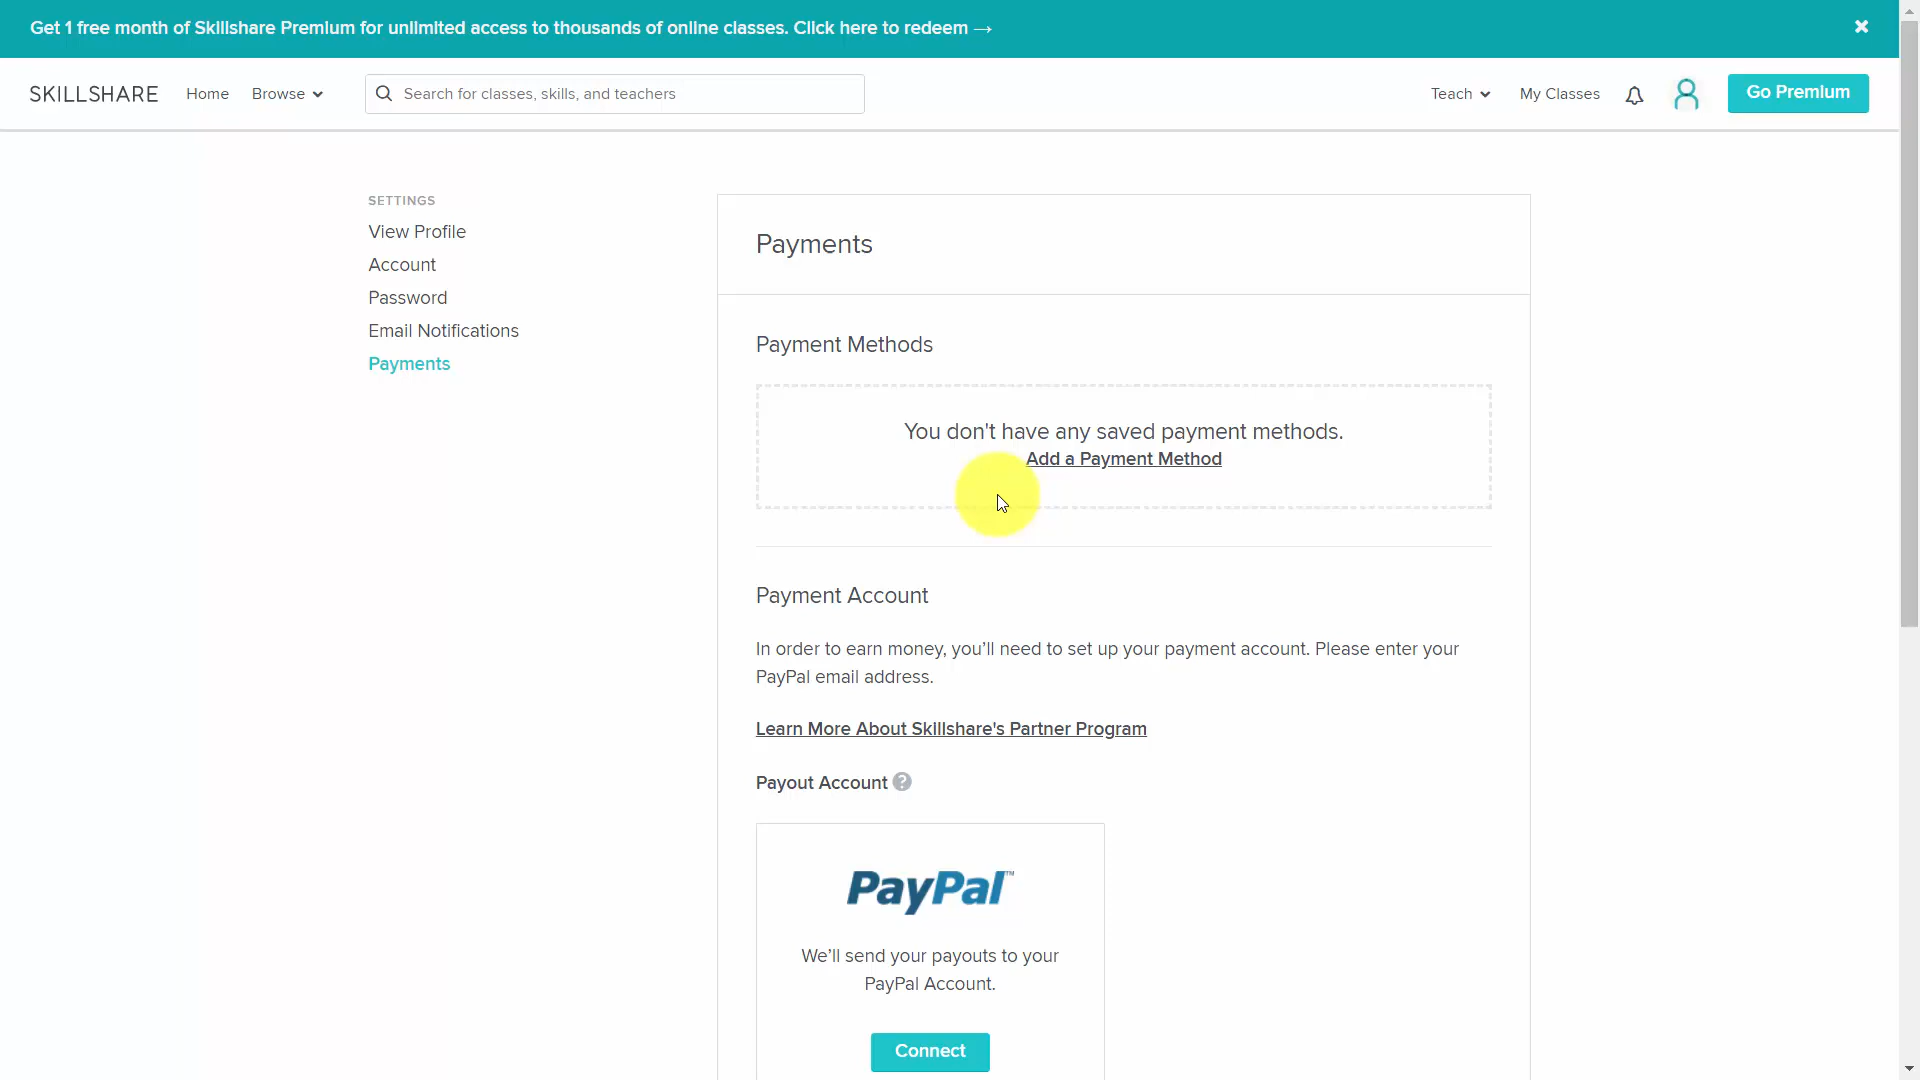 Get 1 free month of Skillshare Premium for unlimited access to thousands of online classes. Click here to redeem →
SKILLSHARE
Home
Browse
Search for classes, skills, and teachers
Teach
My Classes
Go Premium
SETTINGS
View Profile
Account
Password
Email Notifications
Payments
Payments
Payment Methods
You don't have any saved payment methods.
Add a Payment Method
Payment Account
In order to earn money, you’ll need to set up your payment account. Please enter your
PayPal email address.
Learn More About Skillshare's Partner Program
Payout Account ?
PayPal™
We’ll send your payouts to your
PayPal Account.
Connect